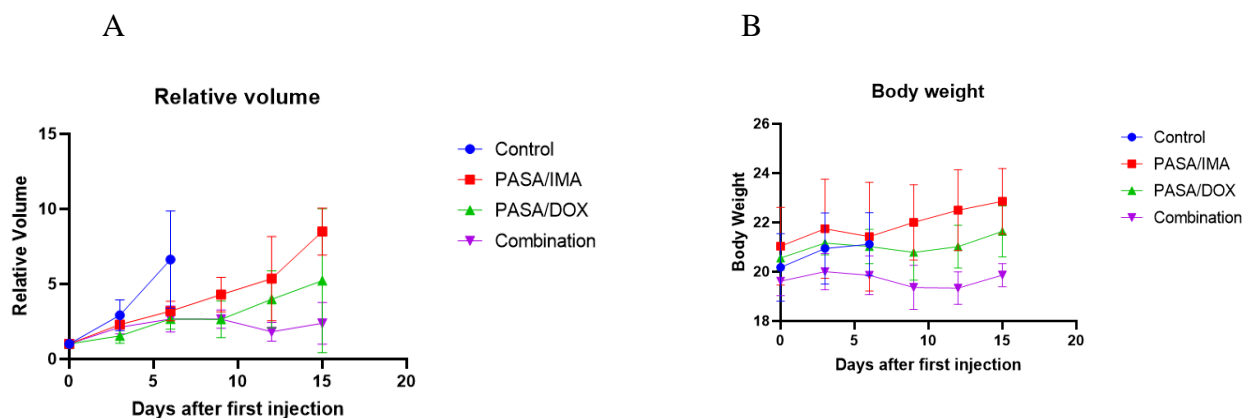 A
B
Relative volume
Relative Volume
15
10
5
0
0
5
10
15
20
Days after first injection
Control
PASA/IMA
PASA/DOX
Combination
Body weight
Body Weight
26
24
22
20
18
0
5
10
15
20
Days after first injection
Control
PASA/IMA
PASA/DOX
Combination